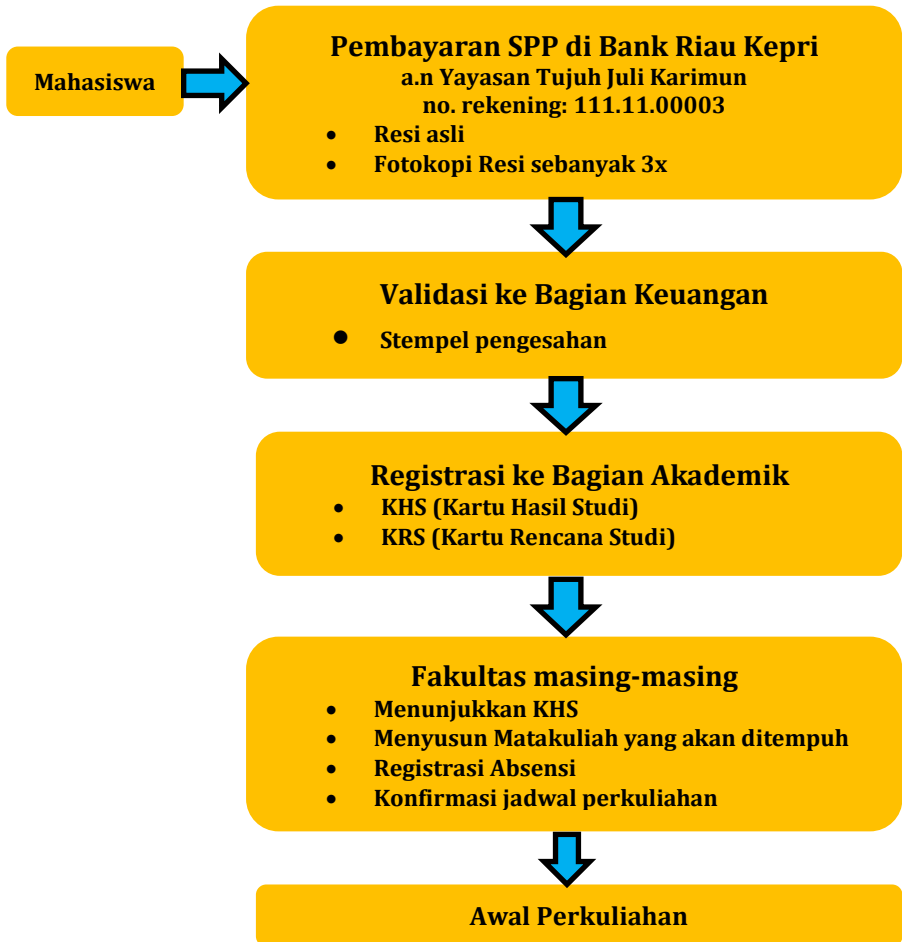 Mahasiswa
Pembayaran SPP di Bank Riau Kepri
a.n Yayasan Tujuh Juli Karimun
no. rekening: 111.11.00003
• Resi asli
• Fotokopi Resi sebanyak 3x
Validasi ke Bagian Keuangan
• Stempel pengesahan
Registrasi ke Bagian Akademik
• KHS (Kartu Hasil Studi)
• KRS (Kartu Rencana Studi)
Fakultas masing-masing
• Menunjukkan KHS
• Menyusun Matakuliah yang akan ditempuh
• Registrasi Absensi
• Konfirmasi jadwal perkuliahan
Awal Perkuliahan